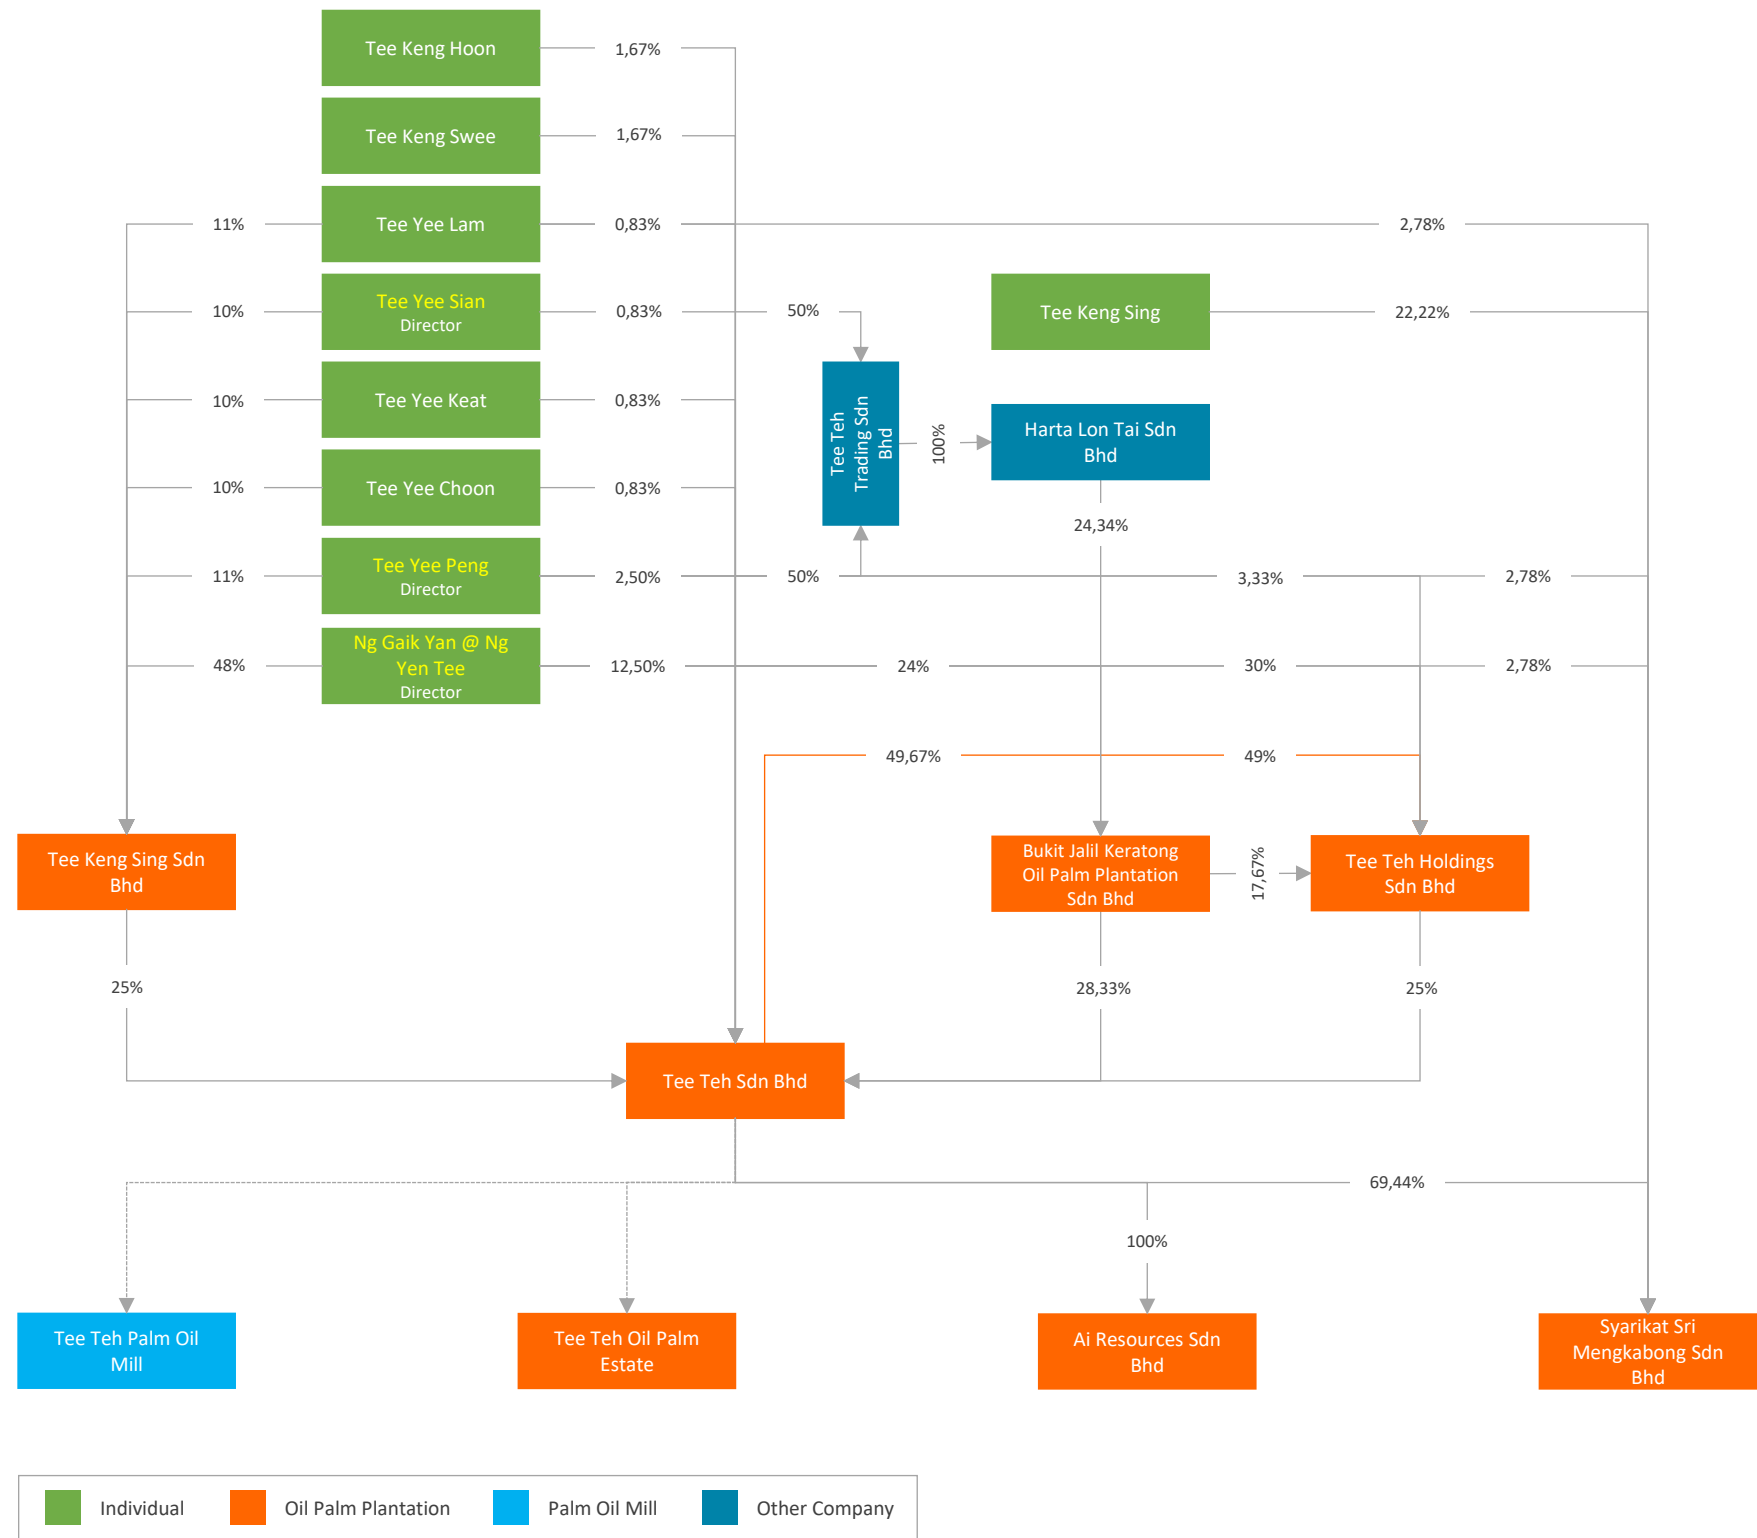 Tee Keng Hoon
1,67%
Tee Keng Swee
1,67%
11%
Tee Yee Lam
0,83%
2,78%
10%
Tee Yee Sian
Director
0,83%
50%
Tee Keng Sing
22,22%
10%
Tee Yee Keat
0,83%
Tee Teh
Trading Sdn
Bhd
100%
Harta Lon Tai Sdn
Bhd
10%
Tee Yee Choon
0,83%
24,34%
11%
Tee Yee Peng
Director
2,50%
50%
3,33%
2,78%
48%
Ng Gaik Yan @ Ng
Yen Tee
Director
12,50%
24%
30%
2,78%
49,67%
49%
Tee Keng Sing Sdn
Bhd
Bukit Jalil Keratong
Oil Palm Plantation
Sdn Bhd
17,67%
Tee Teh Holdings
Sdn Bhd
25%
28,33%
25%
Tee Teh Sdn Bhd
69,44%
100%
Tee Teh Palm Oil
Mill
Tee Teh Oil Palm
Estate
Ai Resources Sdn
Bhd
Syarikat Sri
Mengkabong Sdn
Bhd
Individual
Oil Palm Plantation
Palm Oil Mill
Other Company